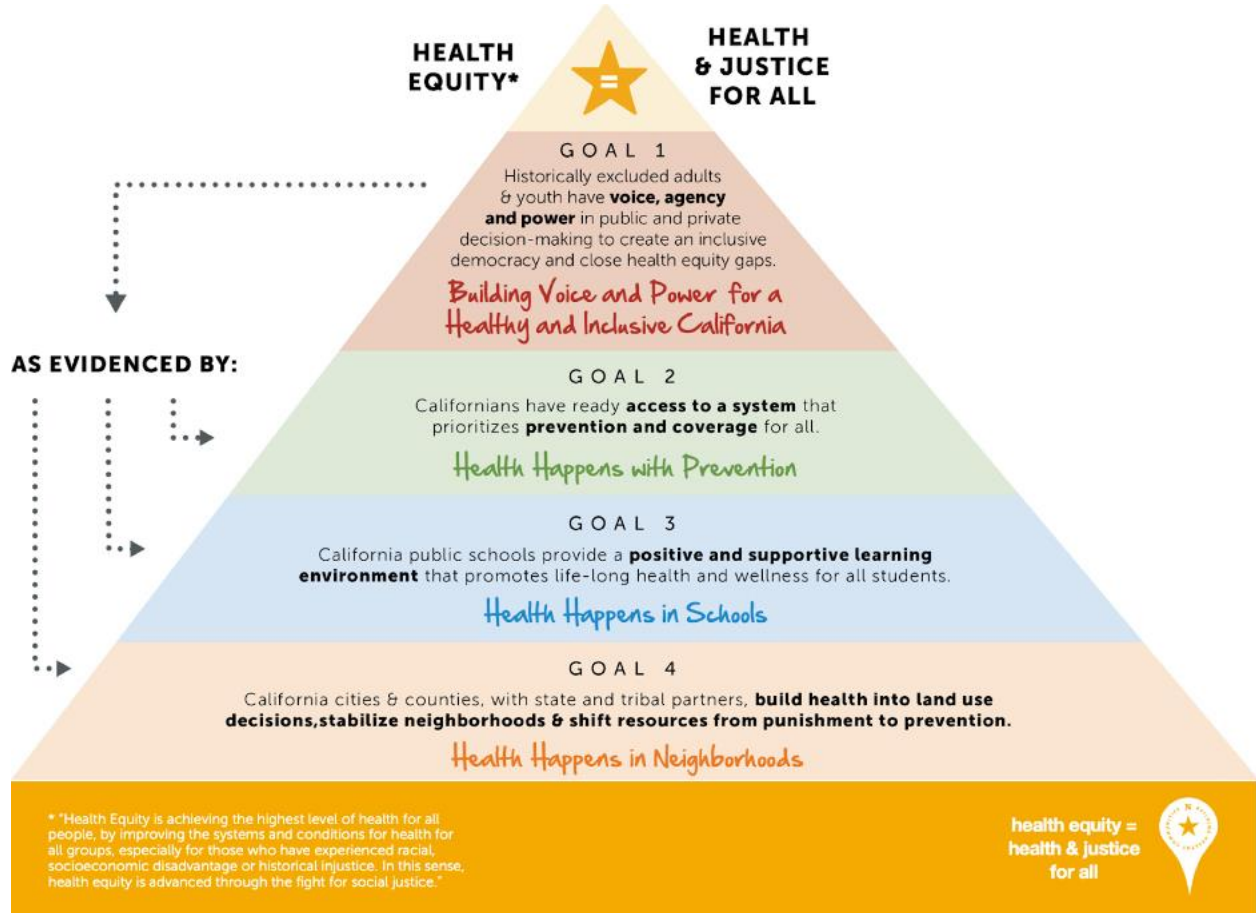 HEALTH
EQUITY*
=
HEALTH
& JUSTICE
FOR ALL
GOAL 1
Historically excluded adults
& youth have voice, agency
and power in public and private
decision-making to create an inclusive
democracy and close health equity gaps.
Building Voice and Power for a
Healthy and Inclusive California
AS EVIDENCED BY:
GOAL 2
Californians have ready access to a system that
prioritizes prevention and coverage for all.
Health Happens with Prevention
GOAL 3
California public schools provide a positive and supportive learning
environment that promotes life-long health and wellness for all students.
Health Happens in Schools
GOAL 4
California cities & counties, with state and tribal partners, build health into land use
decisions,stabilize neighborhoods & shift resources from punishment to prevention.
Health Happens in Neighborhoods
* "Health Equity is achieving the highest level of health for all
people, by improving the systems and conditions for health for
all groups, especially for those who have experienced racial,
socioeconomic disadvantage or historical injustice. In this sense,
health equity is advanced through the fight for social justice."
health equity =
health & justice
for all